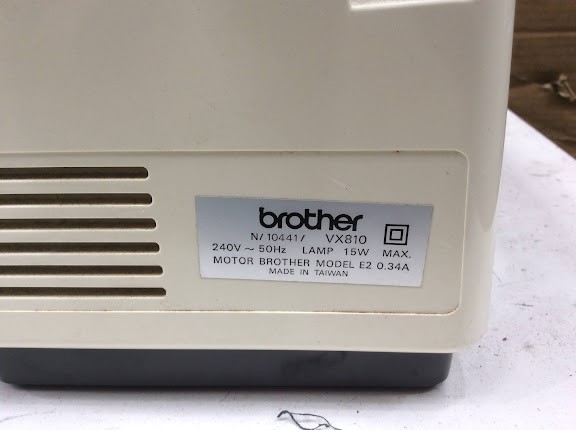 brother
N/ 10441/ VX810
240V ~ 50Hz LAMP 15W MAX.
MOTOR BROTHER MODEL E2 0.34A
MADE IN TAIWAN